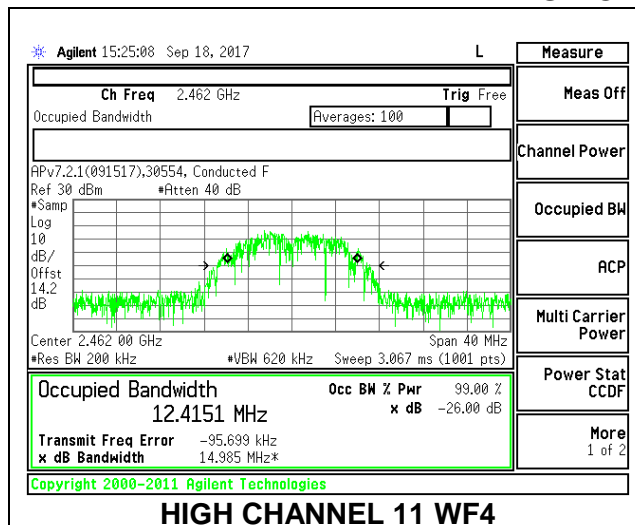 Agilent 15:25:08 Sep 18, 2017 L
Measure
Ch Freq 2.462 GHz Trig Free
Meas Off
Occupied Bandwidth Averages: 100
Channel Power
APv7.2.1(091517),30554, Conducted F
Ref 30 dBm #Atten 40 dB
#Samp
Log
10
dB/
Offst
14.2
dB
Occupied BW
ACP
Multi Carrier
Power
Center 2.462 00 GHz Span 40 MHz
#Res BW 200 kHz #VBW 620 kHz Sweep 3.067 ms (1001 pts)
Power Stat
CCDF
Occupied Bandwidth Occ BW % Pwr 99.00 %
12.4151 MHz x dB -26.00 dB
Transmit Freq Error -95.699 kHz
x dB Bandwidth 14.985 MHz*
More
1 of 2
Copyright 2000-2011 Agilent Technologies
HIGH CHANNEL 11 WF4